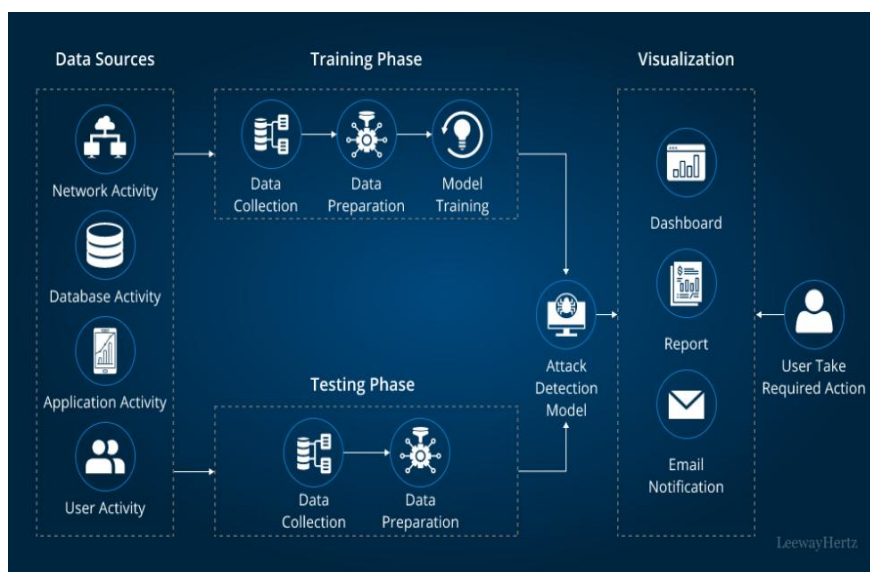 Data Sources
Training Phase
Visualization
Network Activity
Database Activity
Application Activity
User Activity
Data
Collection
Data
Preparation
Model
Training
Testing Phase
Data
Collection
Data
Preparation
Attack
Detection
Model
Dashboard
Report
Email
Notification
User Take
Required Action
LeewayHertz